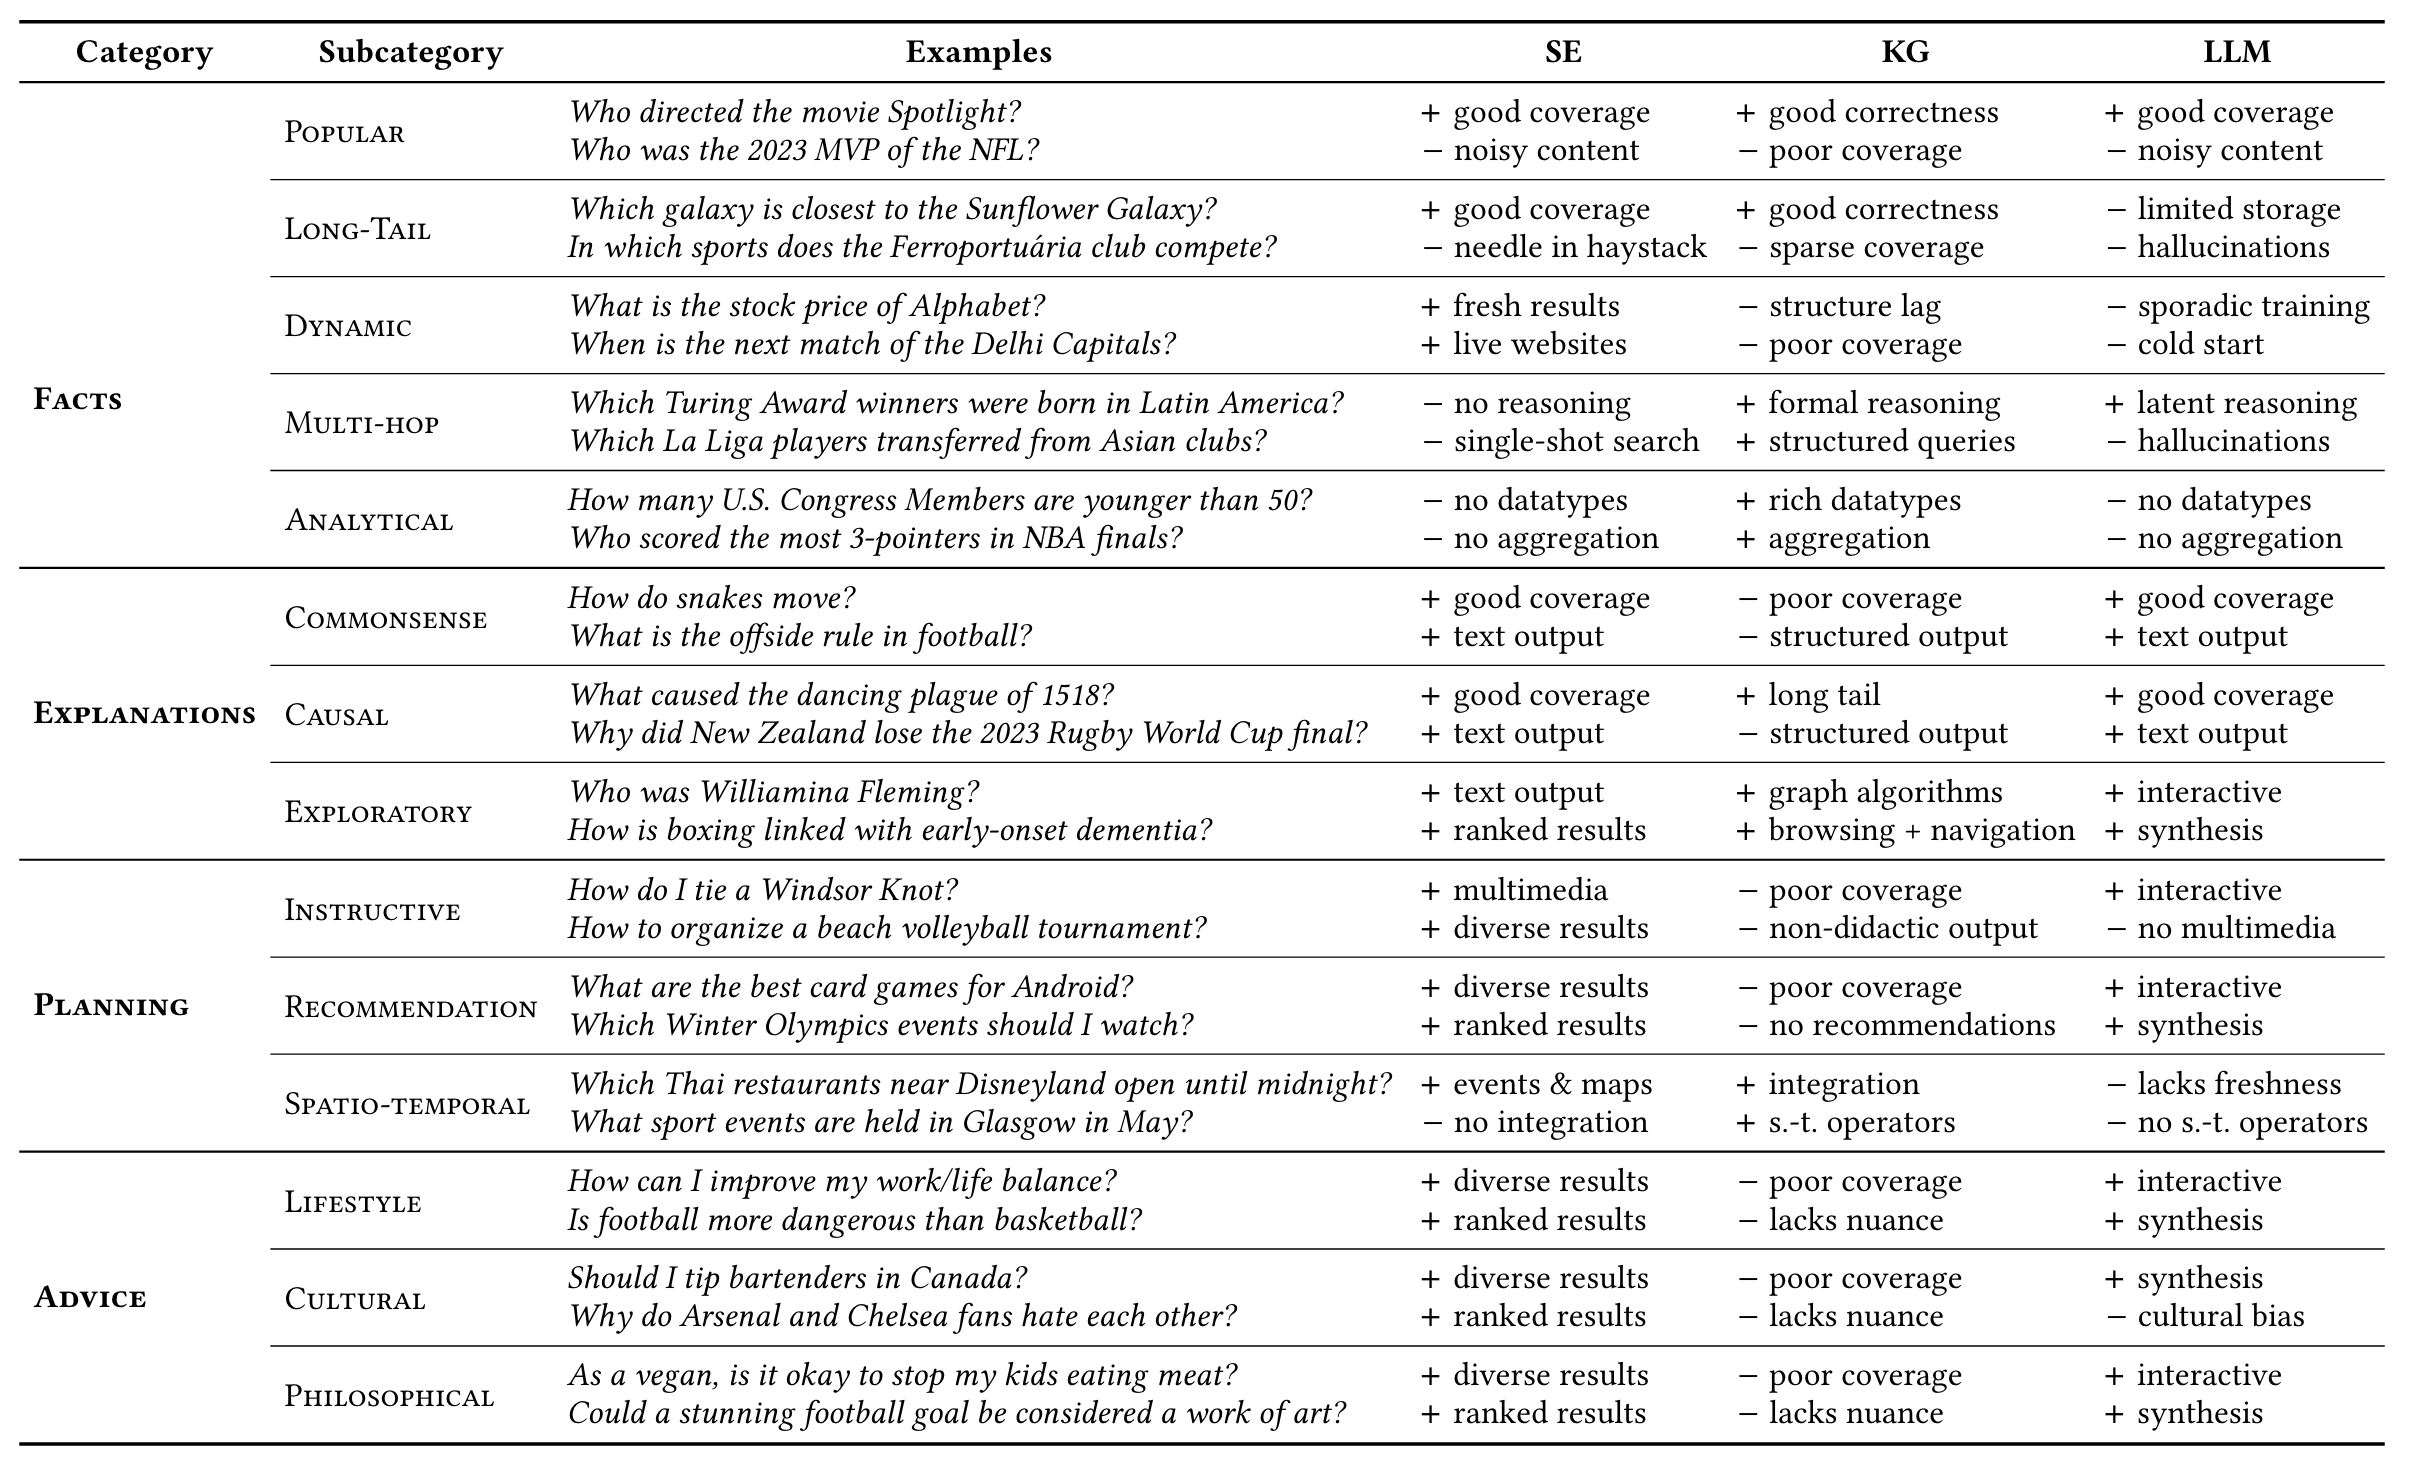 Category Subcategory Examples SE KG LLM
Who directed the movie Spotlight? + good coverage + good correctness + good coverage
Popular
Who was the 2023 MVP of the NFL? − noisy content − poor coverage − noisy content
Which galaxy is closest to the Sunflower Galaxy? + good coverage + good correctness − limited storage
Long-Tail
In which sports does the Ferroportuária club compete? − needle in haystack − sparse coverage − hallucinations
What is the stock price of Alphabet? + fresh results − structure lag − sporadic training
Dynamic
When is the next match of the Delhi Capitals? + live websites − poor coverage − cold start
Facts
Which Turing Award winners were born in Latin America? − no reasoning + formal reasoning + latent reasoning
Multi-hop
Which La Liga players transferred from Asian clubs? − single-shot search + structured queries − hallucinations
How many U.S. Congress Members are younger than 50? − no datatypes + rich datatypes − no datatypes
Analytical
Who scored the most 3-pointers in NBA finals? − no aggregation + aggregation − no aggregation
How do snakes move? + good coverage − poor coverage + good coverage
Commonsense
What is the offside rule in football? + text output − structured output + text output
What caused the dancing plague of 1518? + good coverage + long tail + good coverage
Explanations Causal
Why did New Zealand lose the 2023 Rugby World Cup final? + text output − structured output + text output
Who was Williamina Fleming? + text output + graph algorithms + interactive
Exploratory
How is boxing linked with early-onset dementia? + ranked results + browsing + navigation + synthesis
How do I tie a Windsor Knot? + multimedia − poor coverage + interactive
Instructive
How to organize a beach volleyball tournament? + diverse results − non-didactic output − no multimedia
What are the best card games for Android? + diverse results − poor coverage + interactive
Planning Recommendation
Which Winter Olympics events should I watch? + ranked results − no recommendations + synthesis
Which Thai restaurants near Disneyland open until midnight? + events & maps + integration − lacks freshness
Spatio-temporal
What sport events are held in Glasgow in May? − no integration + s.-t. operators − no s.-t. operators
How can I improve my work/life balance? + diverse results − poor coverage + interactive
Lifestyle
Is football more dangerous than basketball? + ranked results − lacks nuance + synthesis
Should I tip bartenders in Canada? + diverse results − poor coverage + synthesis
Advice Cultural
Why do Arsenal and Chelsea fans hate each other? + ranked results − lacks nuance − cultural bias
As a vegan, is it okay to stop my kids eating meat? + diverse results − poor coverage + interactive
Philosophical
Could a stunning football goal be considered a work of art? + ranked results − lacks nuance + synthesis